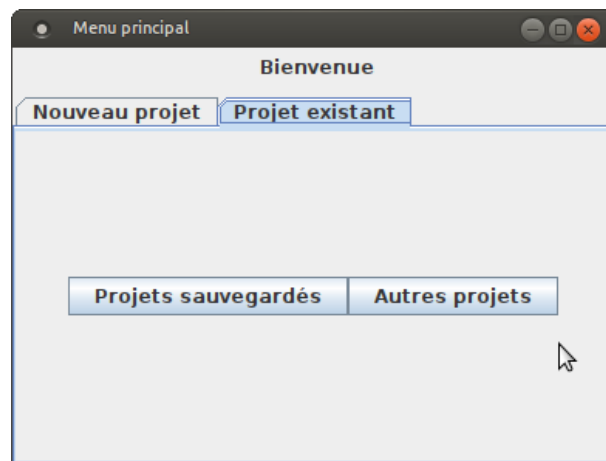 Menu principal
Bienvenue
Nouveau projet Projet existant
Projets sauvegardés Autres projets